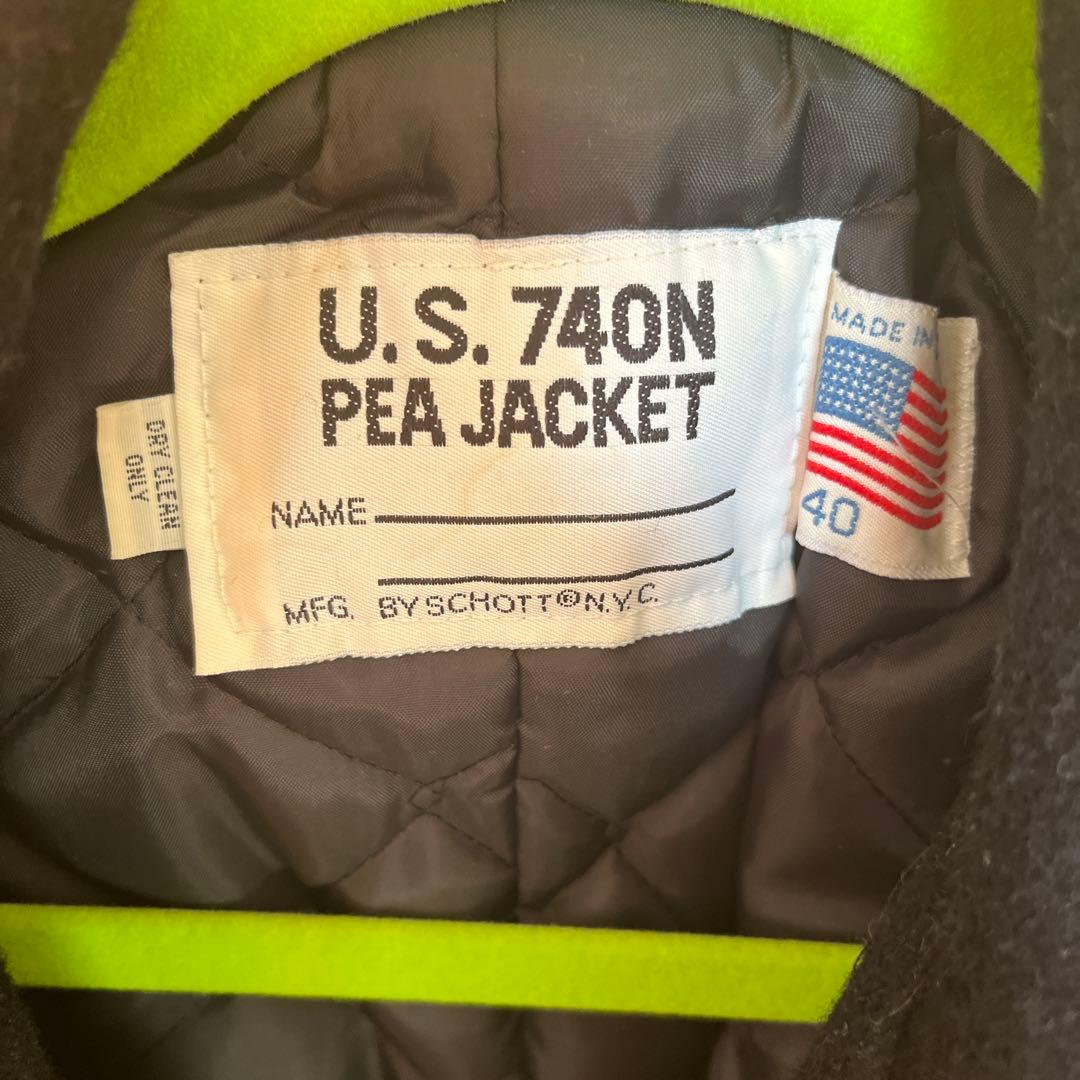 U.S. 740N
PEA JACKET
NAME
MFG. BY SCHOTT® N.Y.C.
DRY CLEAN
ONLY
MADE IN
40